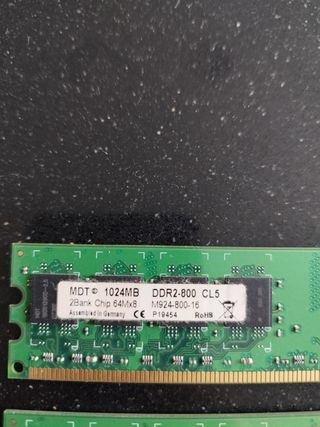 MDT © 1024MB DDR2-800 CL5
2Bank Chip 64Mx8 M924-800-16
Assembled in Germany CE P19454 RoHS